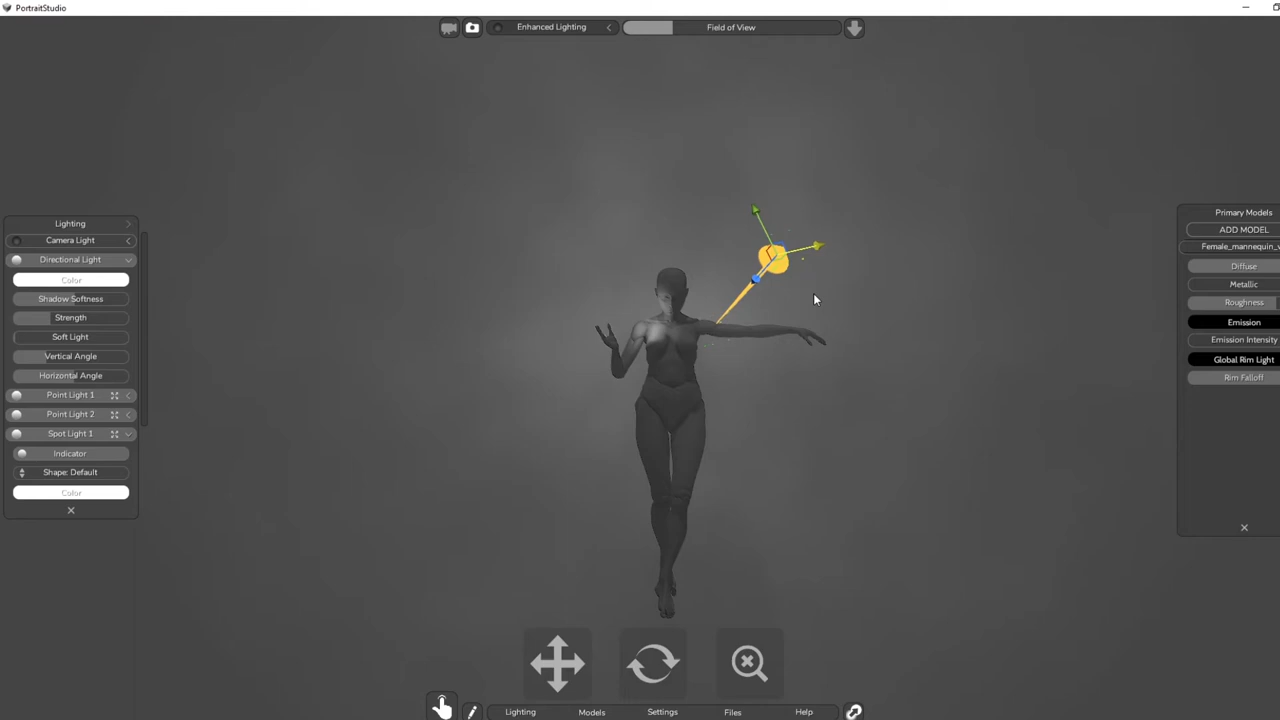 PortraitStudio
Enhanced Lighting
Field of View
Lighting
Camera Light
Directional Light
Color
Shadow Softness
Strength
Soft Light
Vertical Angle
Horizontal Angle
Point Light 1
Point Light 2
Spot Light 1
Indicator
Shape: Default
Color
Primary Models
ADD MODEL
Female_mannequin_
Diffuse
Metallic
Roughness
Emission
Emission Intensity
Global Rim Light
Rim Falloff
Lighting
Models
Settings
Files
Help